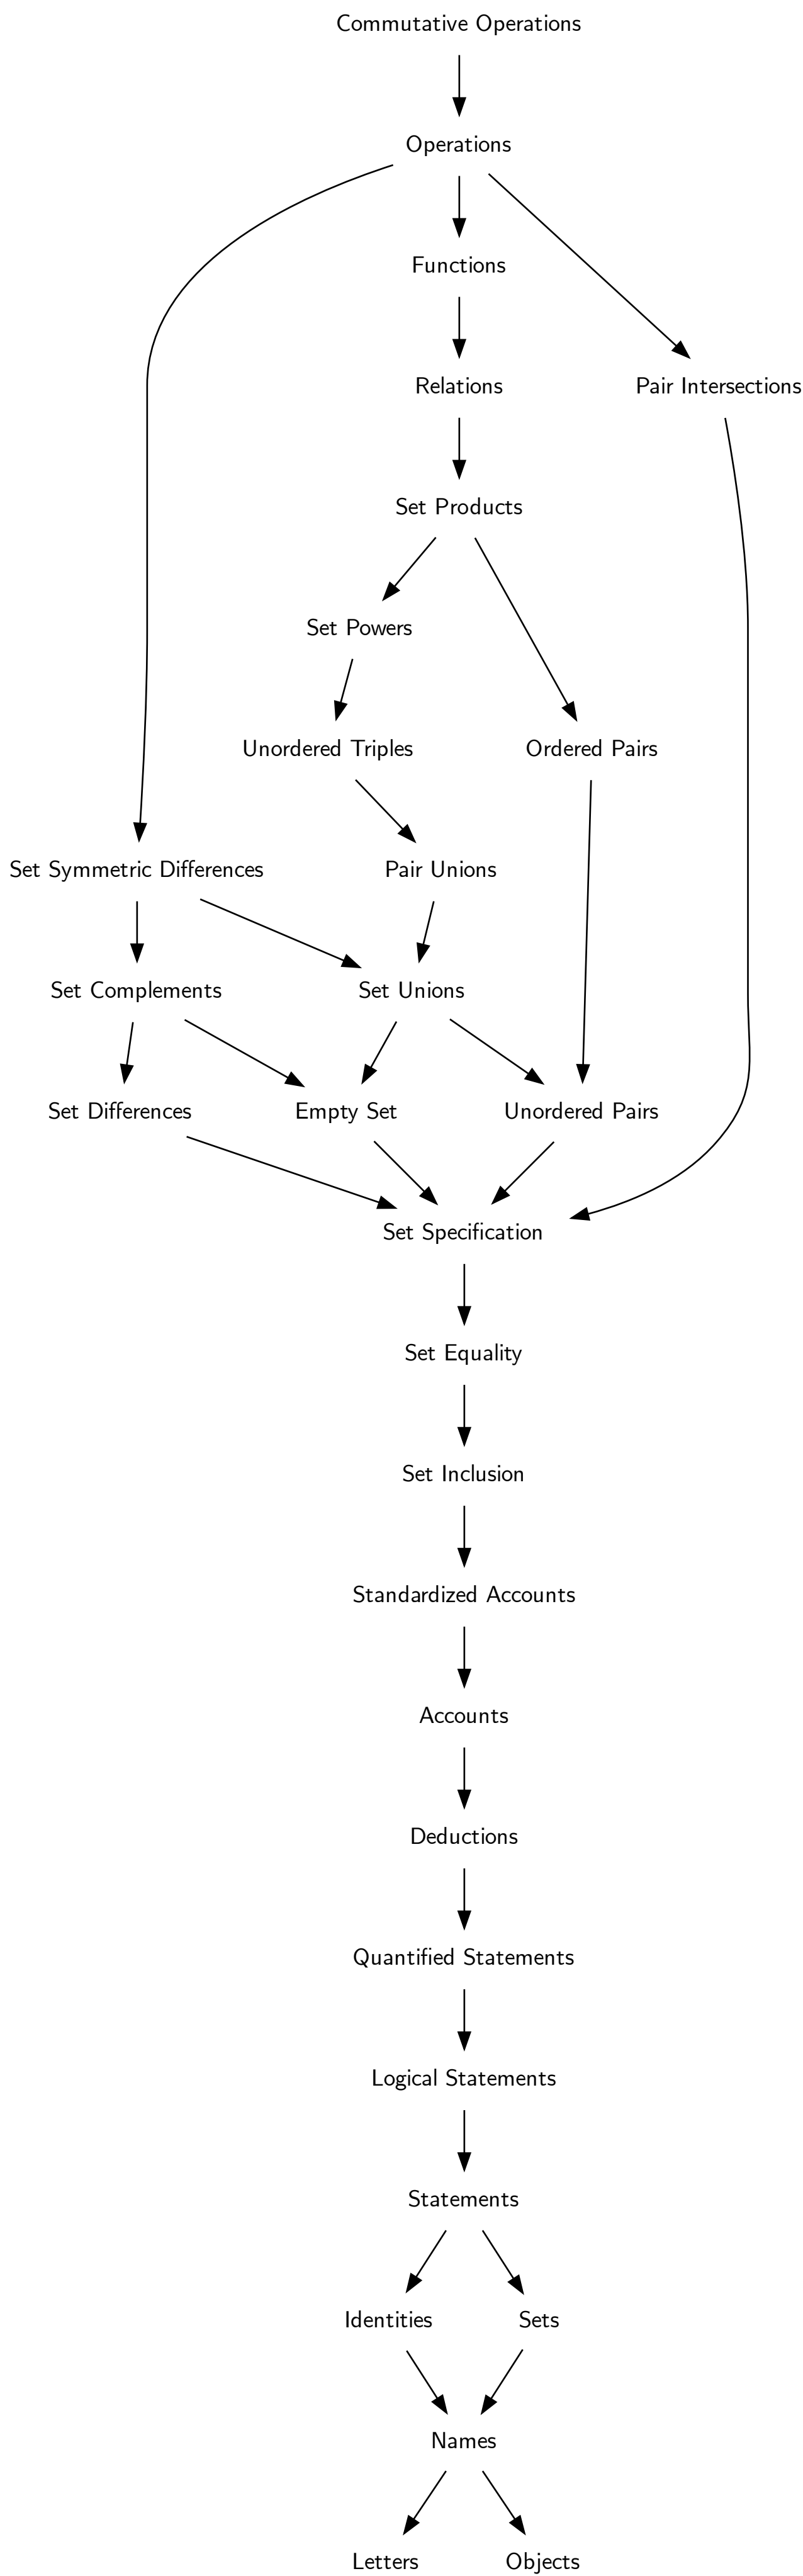 Commutative Operations
Operations
Functions
Relations
Pair Intersections
Set Products
Set Powers
Unordered Triples
Ordered Pairs
Set Symmetric Differences
Pair Unions
Set Complements
Set Unions
Set Differences
Empty Set
Unordered Pairs
Set Specification
Set Equality
Set Inclusion
Standardized Accounts
Accounts
Deductions
Quantified Statements
Logical Statements
Statements
Identities
Sets
Names
Letters
Objects